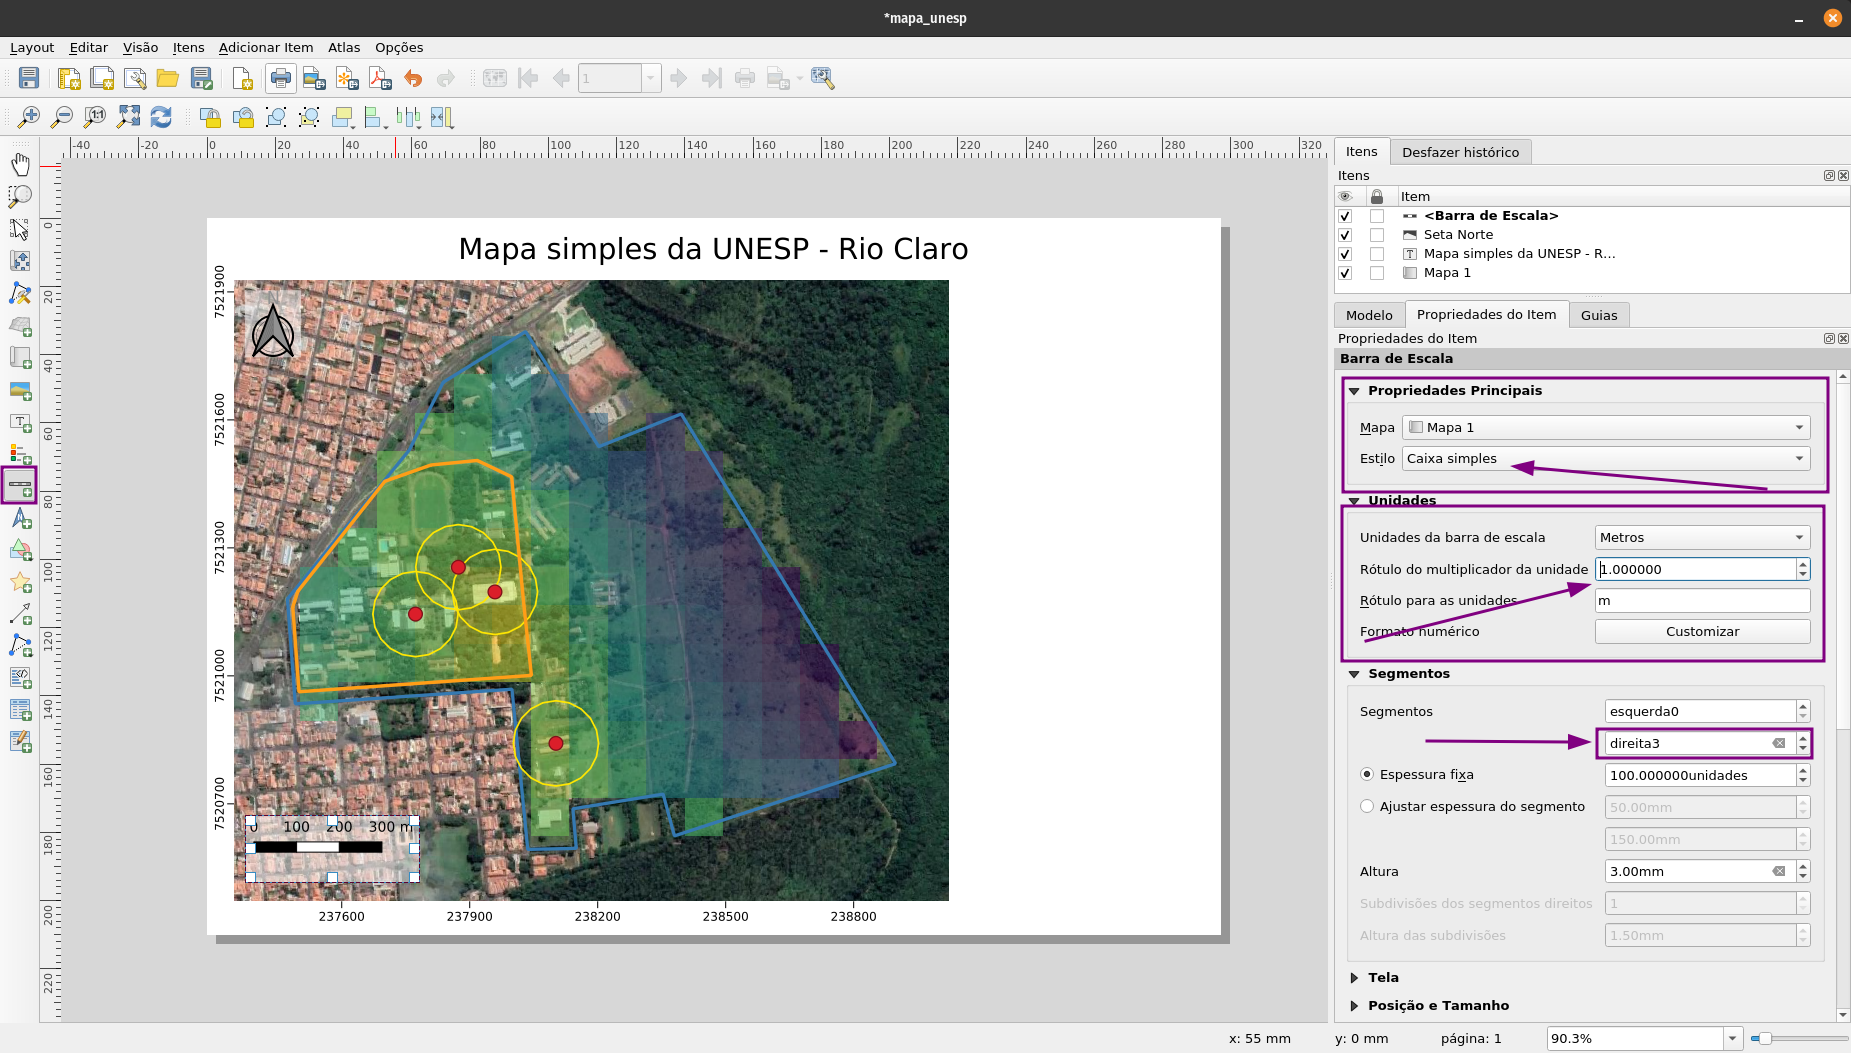 *mapa_unesp
Layout Editar Visão Itens Adicionar Item Atlas Opções
1
1:1
-40 -20 0 20 40 60 80 100 120 140 160 180 200 220 240 260 280 300 320
0 20 40 60 80 100 120 140 160 180 200 220
Mapa simples da UNESP - Rio Claro
7521900
7521600
7521300
7521000
7520700
0 100 200 300 m
237600 237900 238200 238500 238800
Itens Desfazer histórico
Itens
Item
<Barra de Escala>
Seta Norte
Mapa simples da UNESP - R...
Mapa 1
Modelo Propriedades do Item Guias
Propriedades do Item
Barra de Escala
Propriedades Principais
Mapa Mapa 1
Estilo Caixa simples
Unidades
Unidades da barra de escala Metros
Rótulo do multiplicador da unidade 1.000000
Rótulo para as unidades m
Formato numérico Customizar
Segmentos
Segmentos esquerda0
direita3
Espessura fixa 100.000000unidades
Ajustar espessura do segmento 50.00mm
150.00mm
Altura 3.00mm
Subdivisões dos segmentos direitos 1
Altura das subdivisões 1.50mm
Tela
Posição e Tamanho
x: 55 mm y: 0 mm página: 1 90.3%